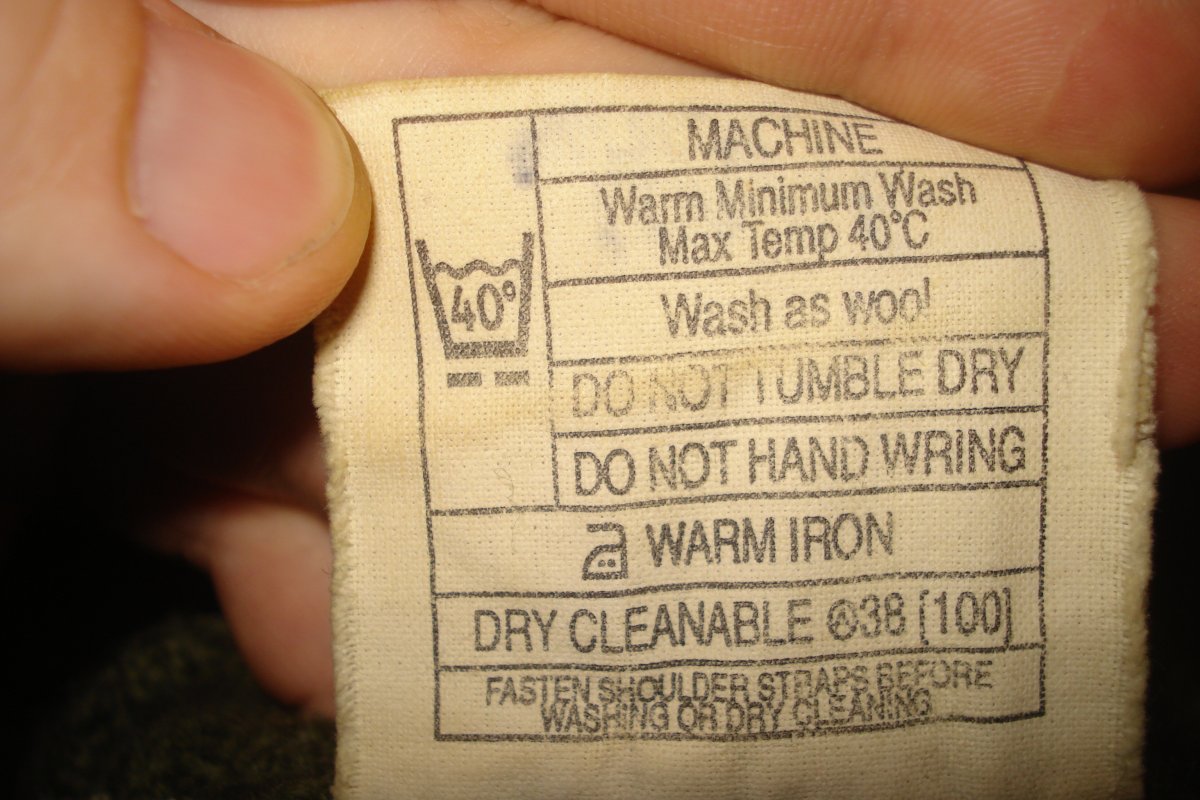 MACHINE
Warm Minimum Wash
Max Temp 40°C
40°
Wash as wool
DO NOT TUMBLE DRY
DO NOT HAND WRING
WARM IRON
DRY CLEANABLE Ⓐ38 [100]
FASTEN SHOULDER STRAPS BEFORE
WASHING OR DRY CLEANING